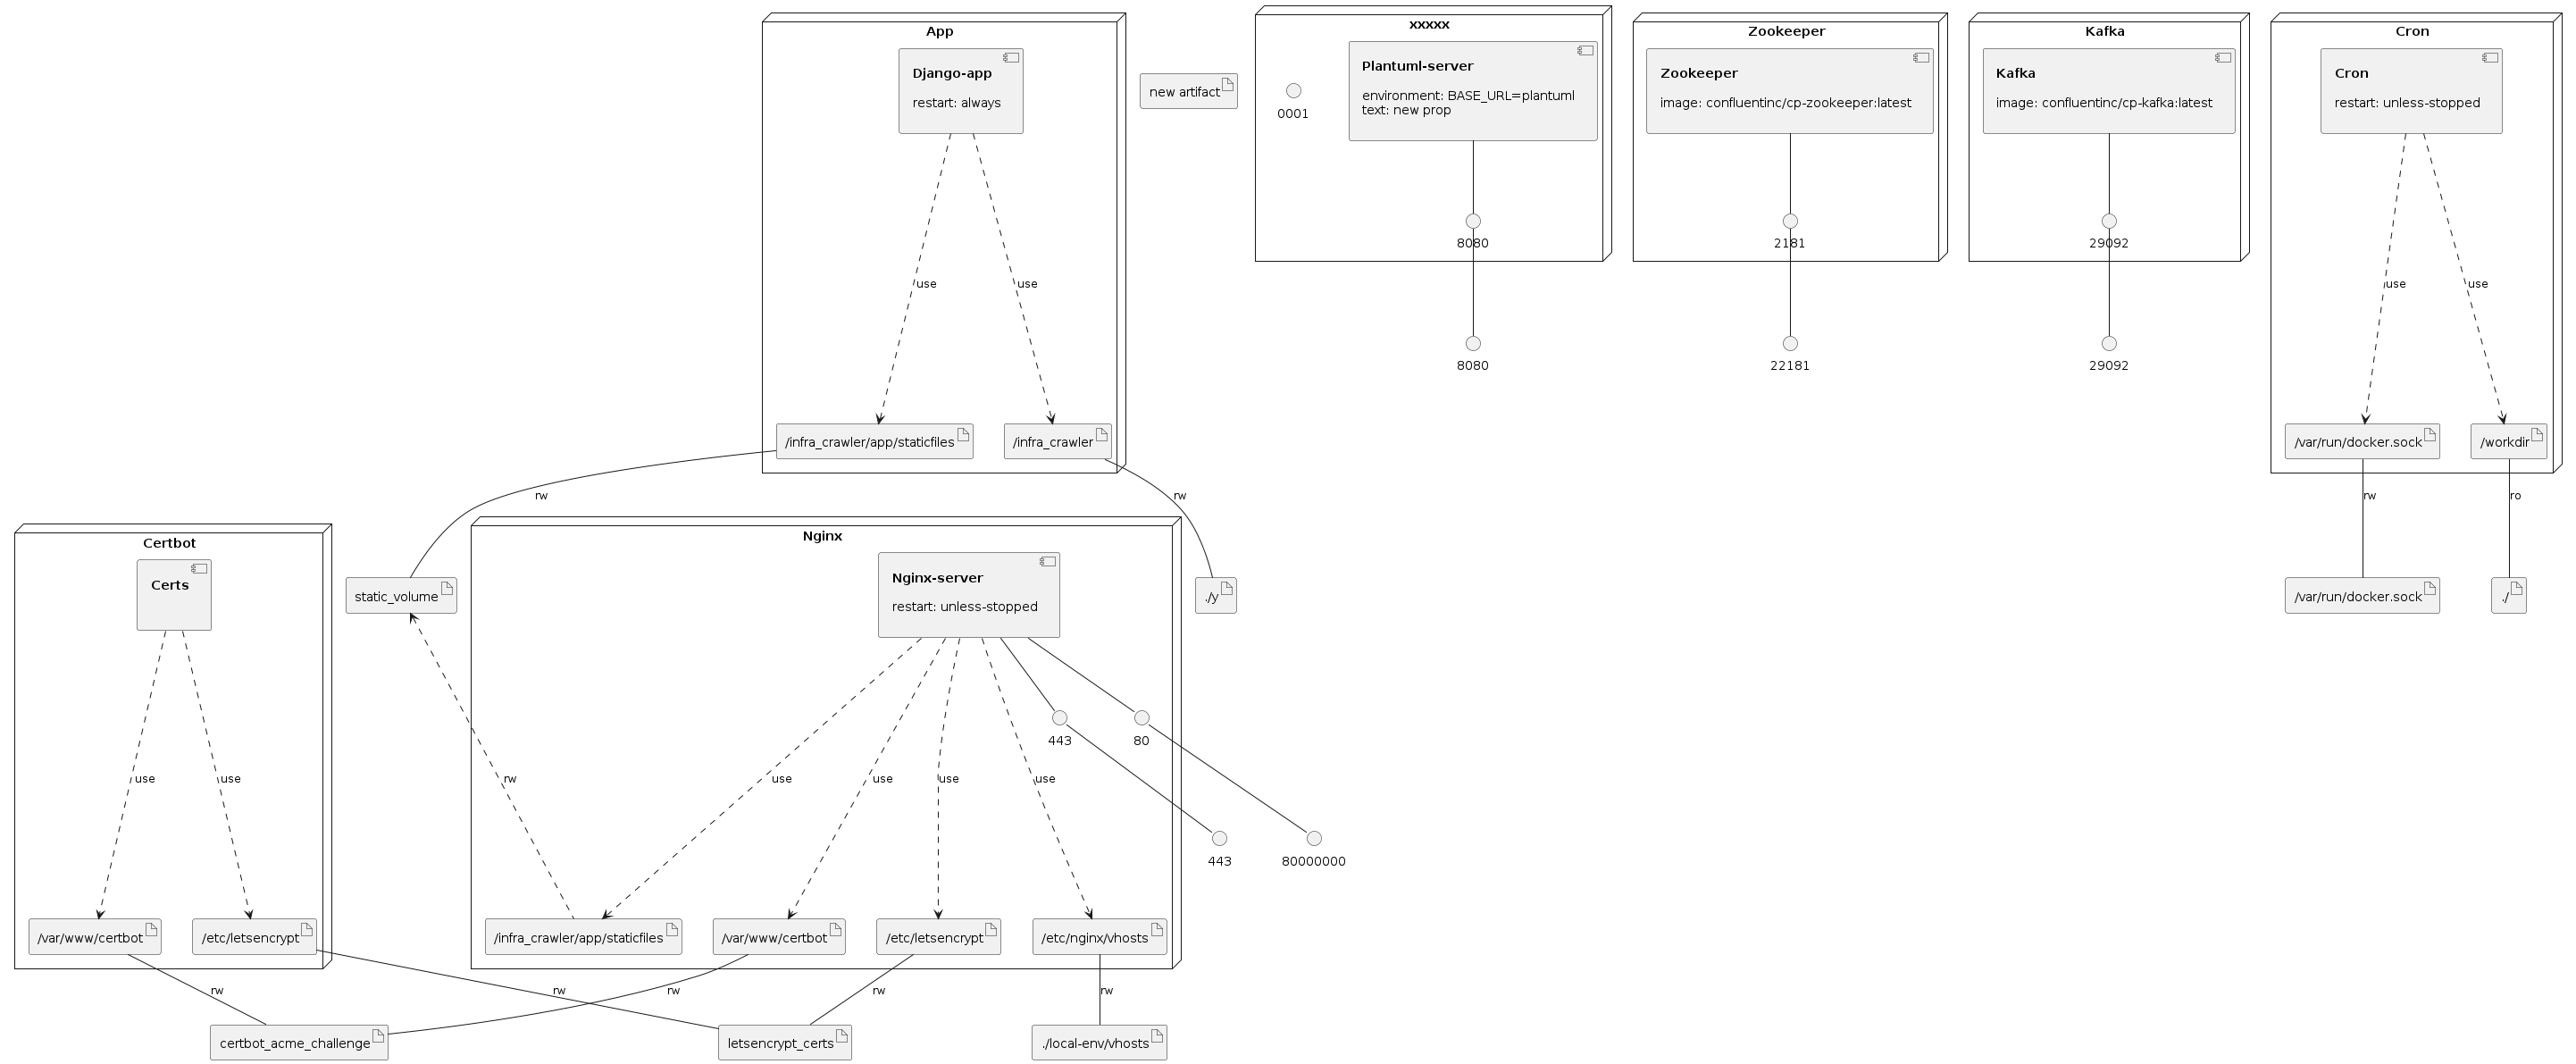 App
Django-app
restart: always
use
use
/infra_crawler/app/staticfiles
/infra_crawler
new artifact
xxxxx
0001
Plantuml-server
environment: BASE_URL=plantuml
text: new prop
8080
8080
Zookeeper
Zookeeper
image: confluentinc/cp-zookeeper:latest
2181
22181
Kafka
Kafka
image: confluentinc/cp-kafka:latest
29092
29092
Cron
Cron
restart: unless-stopped
use
use
/var/run/docker.sock
/workdir
rw
ro
/var/run/docker.sock
./
rw
rw
static_volume
./y
Certbot
Certs
use
use
/var/www/certbot
/etc/letsencrypt
Nginx
Nginx-server
restart: unless-stopped
443
80
rw
use
use
use
use
443
80000000
/infra_crawler/app/staticfiles
/var/www/certbot
/etc/letsencrypt
/etc/nginx/vhosts
rw
rw
rw
rw
rw
certbot_acme_challenge
letsencrypt_certs
./local-env/vhosts